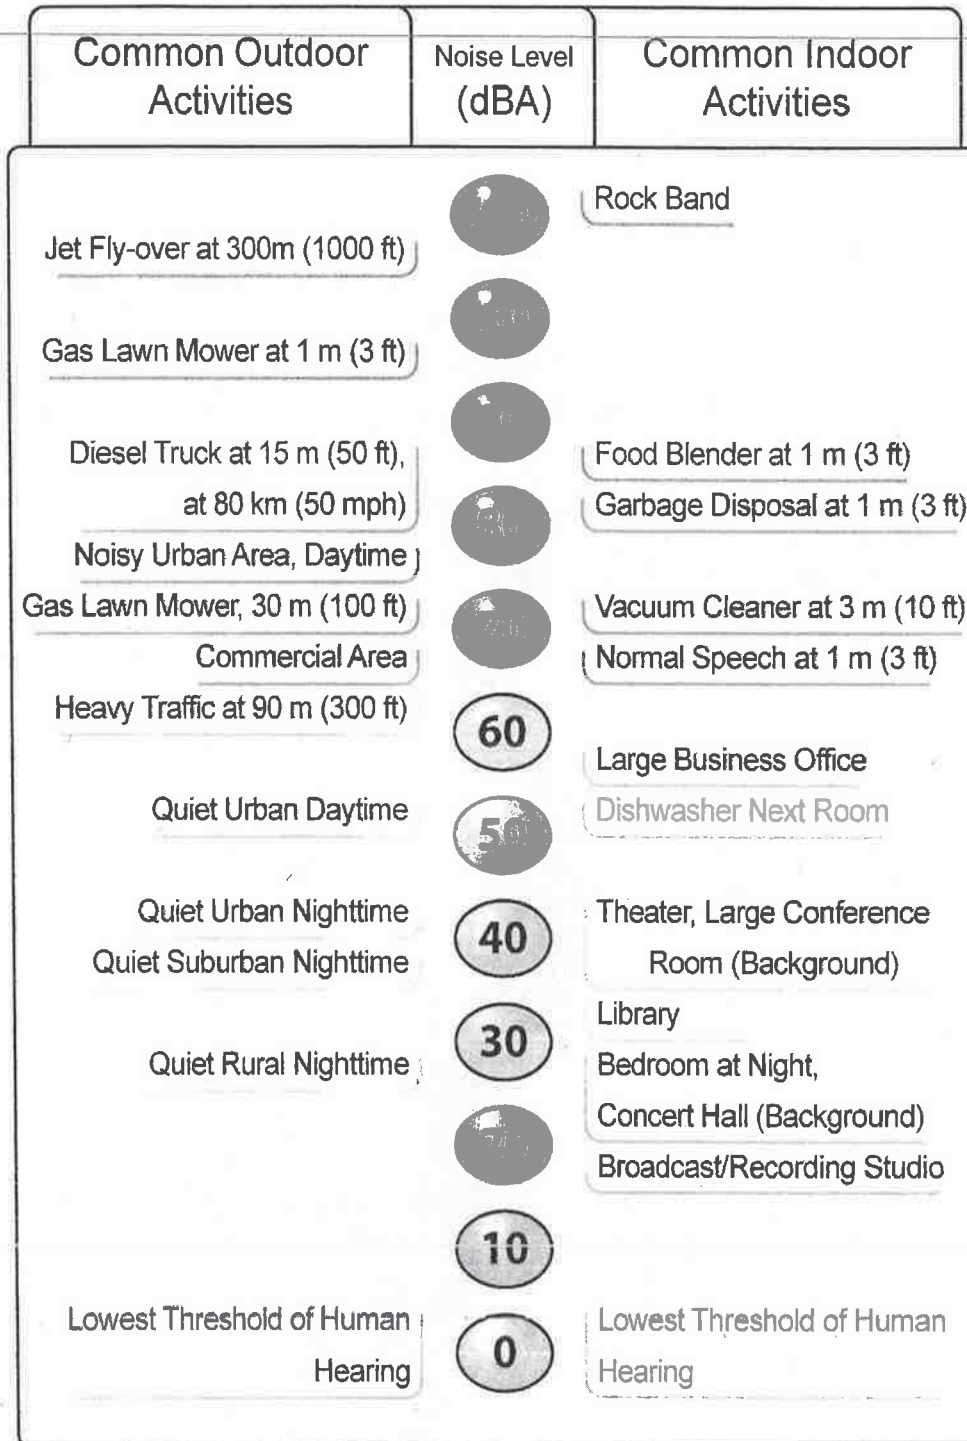 Common Outdoor
Activities
Noise Level
(dBA)
Common Indoor
Activities
Rock Band
Jet Fly-over at 300m (1000 ft)
Gas Lawn Mower at 1 m (3 ft)
Diesel Truck at 15 m (50 ft),
at 80 km (50 mph)
Food Blender at 1 m (3 ft)
Garbage Disposal at 1 m (3 ft)
Noisy Urban Area, Daytime
Gas Lawn Mower, 30 m (100 ft)
Commercial Area
Vacuum Cleaner at 3 m (10 ft)
Normal Speech at 1 m (3 ft)
Heavy Traffic at 90 m (300 ft)
60
Large Business Office
Quiet Urban Daytime
50
Dishwasher Next Room
Quiet Urban Nighttime
Quiet Suburban Nighttime
40
Theater, Large Conference
Room (Background)
30
Library
Quiet Rural Nighttime
Bedroom at Night,
Concert Hall (Background)
Broadcast/Recording Studio
10
Lowest Threshold of Human
Hearing
0
Lowest Threshold of Human
Hearing